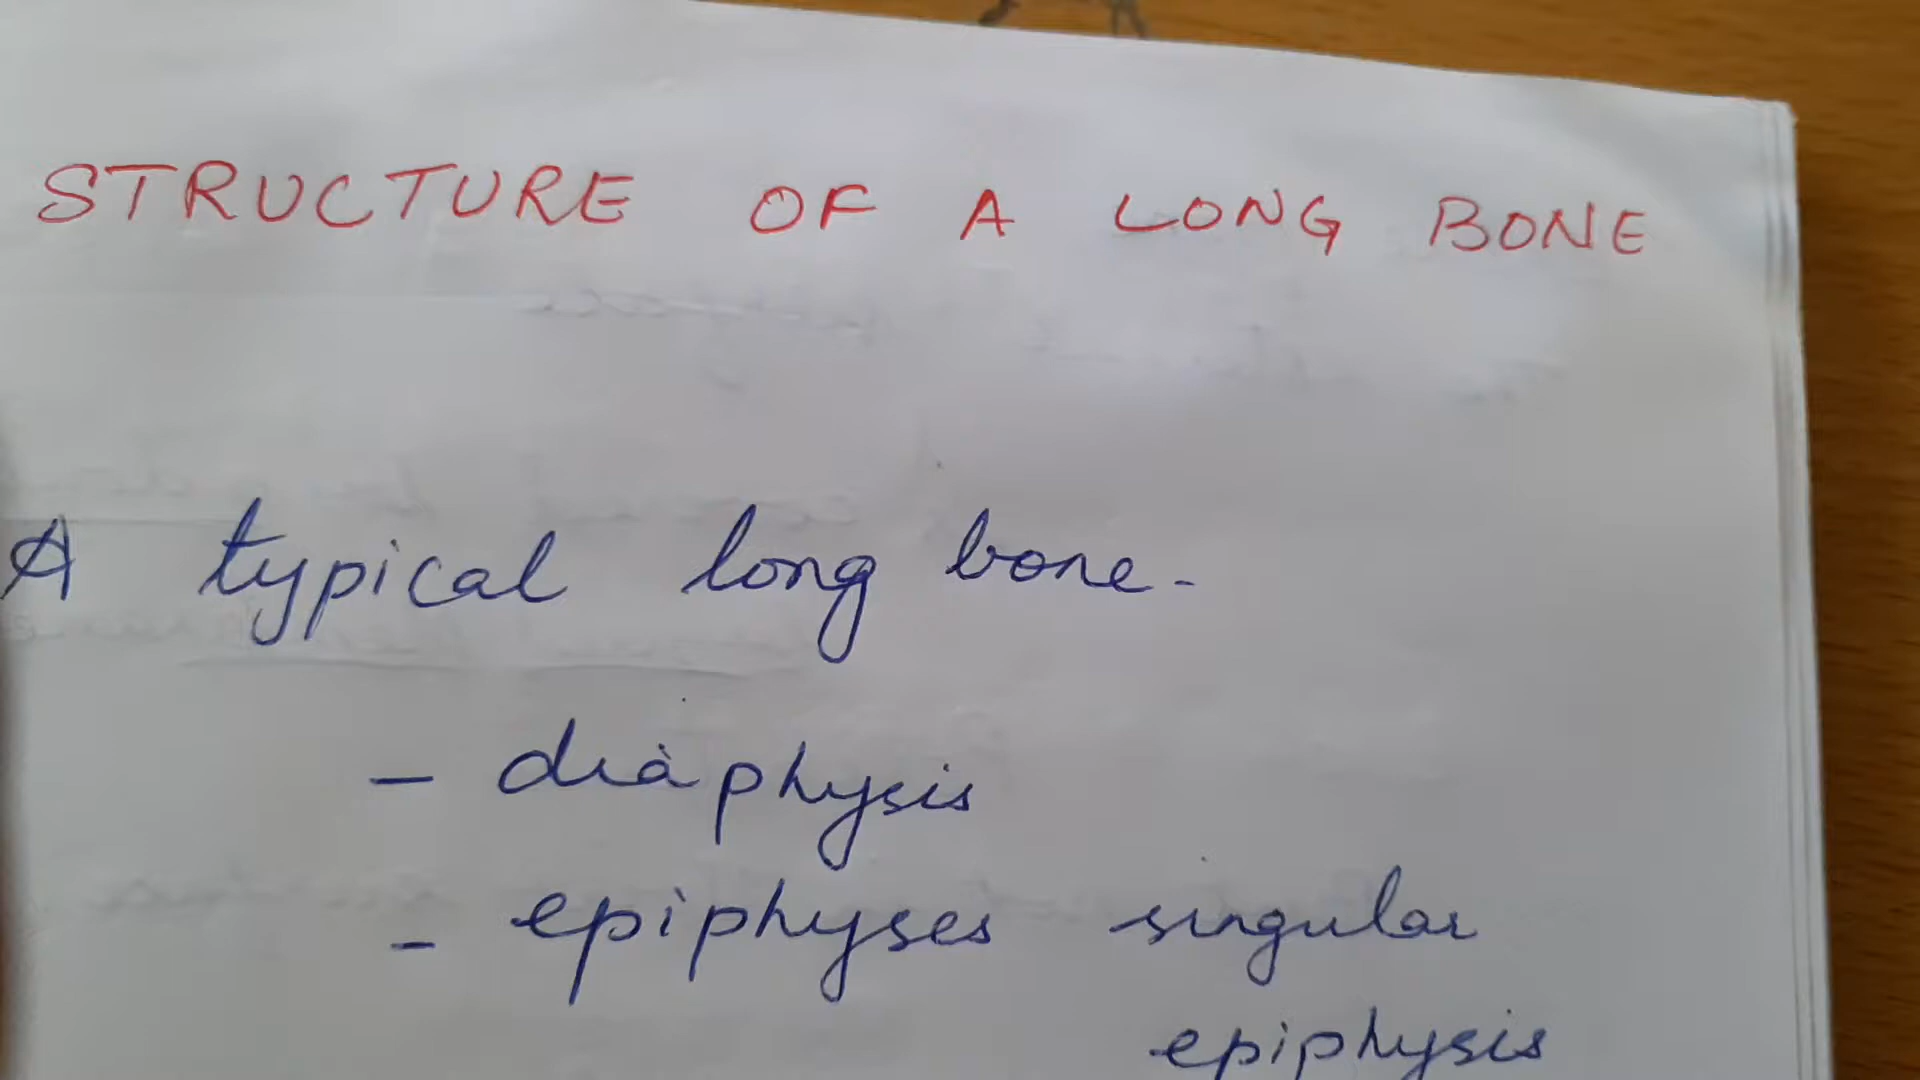 STRUCTURE OF A LONG BONE
A typical long bone -
- diaphysis
- epiphyses singular
epiphysis